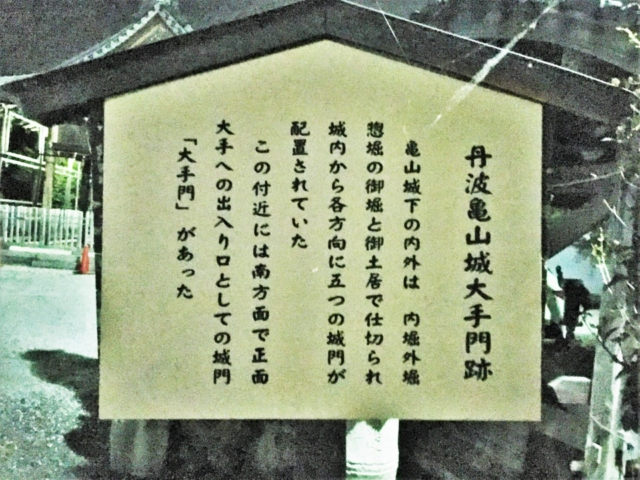 丹波亀山城大手門跡
亀山城下の内外は　内堀外堀
惣堀の御堀と御土居で仕切られ
城内から各方向に五つの城門が
配置されていた
この付近には南方面で正面
大手への出入り口としての城門
「大手門」があった